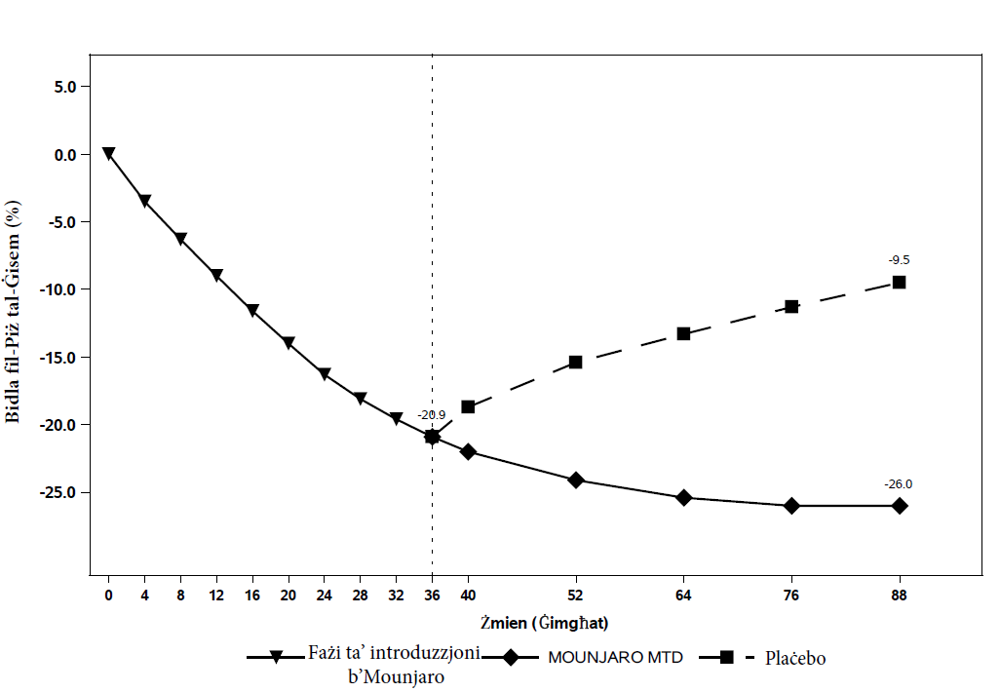 Bidla fil-Piż tal-Ġisem (%)
5.0
0.0
-5.0
-10.0
-15.0
-20.0
-25.0
-20.9
-9.5
-26.0
0 4 8 12 16 20 24 28 32 36 40 52 64 76 88
Żmien (Ġimgħat)
Fażi ta’ introduzzjoni
b’Mounjaro
MOUNJARO MTD
Plaċebo